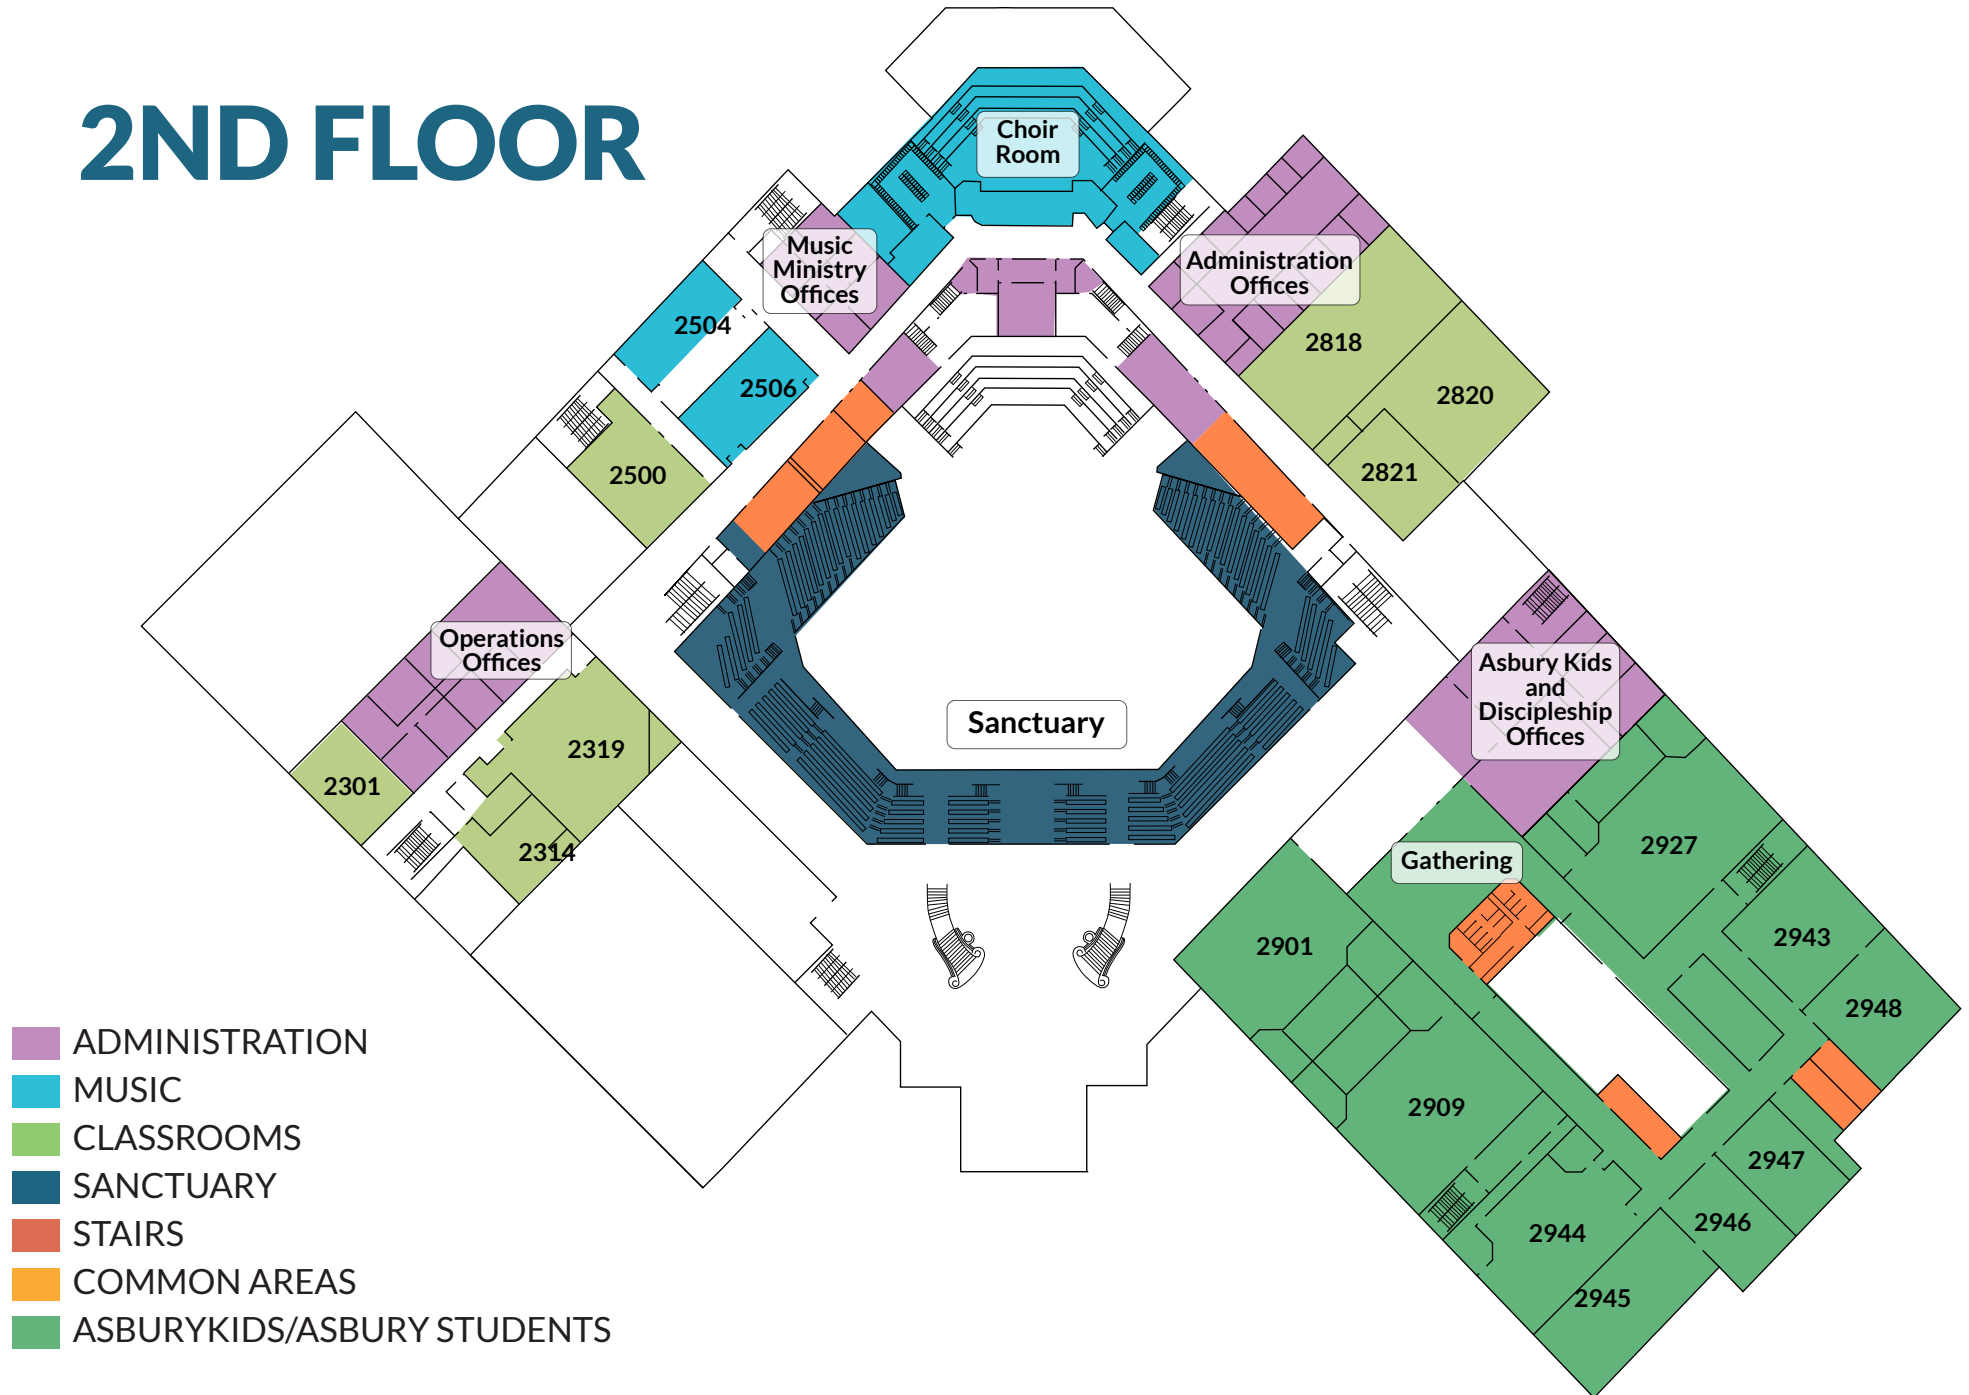 2ND FLOOR
Choir
Room
Music
Ministry
Offices
Administration
Offices
2504
2506
2818
2820
2821
2500
Operations
Offices
Asbury Kids
and
Discipleship
Offices
Sanctuary
2319
2301
2314
2927
Gathering
2901
2943
2948
2909
2947
2946
2944
2945
ADMINISTRATION
MUSIC
CLASSROOMS
SANCTUARY
STAIRS
COMMON AREAS
ASBURYKIDS/ASBURY STUDENTS